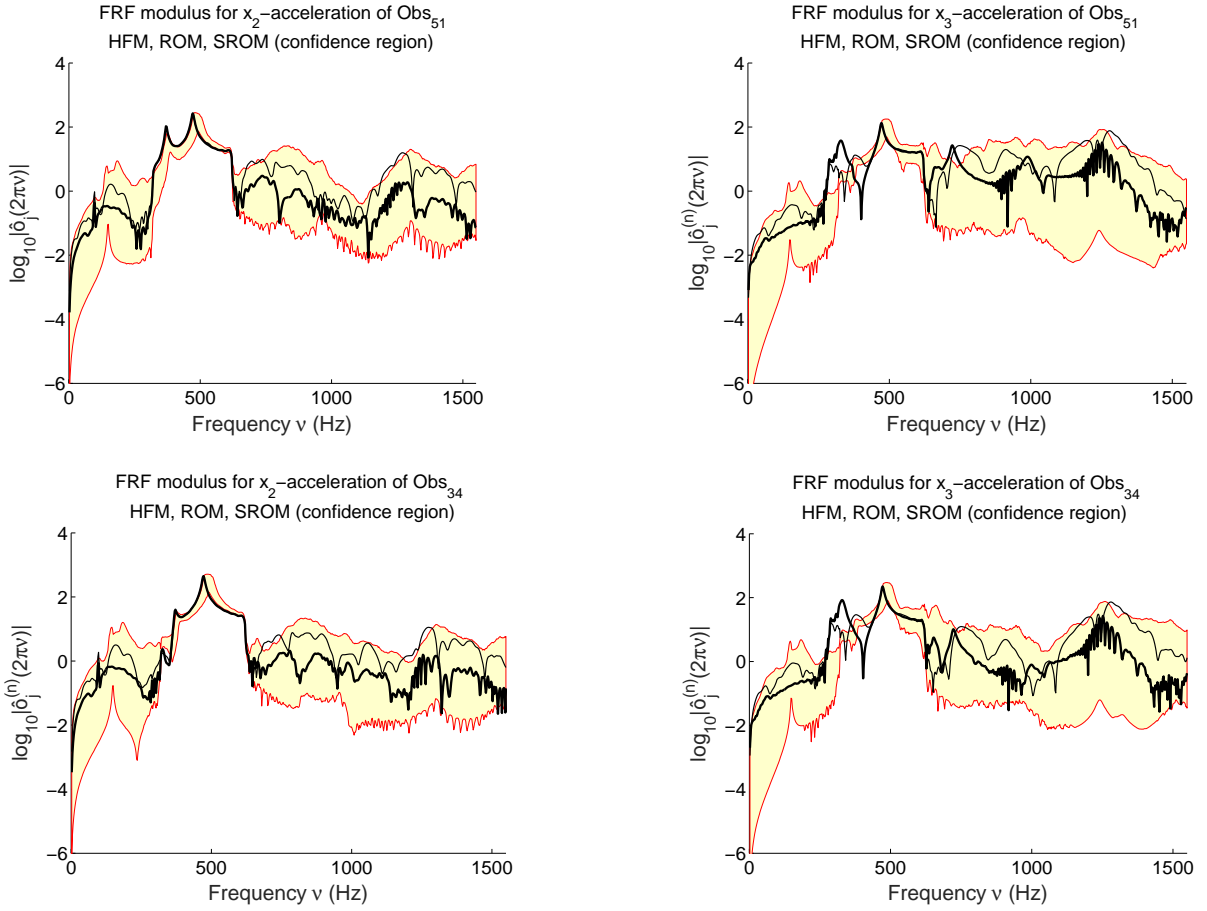 FRF modulus for x₂−acceleration of Obs₅₁
HFM, ROM, SROM (confidence region)
4
2
0
−2
−4
−6
log₁₀|ô_j^(n)(2πν)|
0 500 1000 1500
Frequency ν (Hz)
FRF modulus for x₃−acceleration of Obs₅₁
HFM, ROM, SROM (confidence region)
4
2
0
−2
−4
−6
log₁₀|ô_j^(n)(2πν)|
0 500 1000 1500
Frequency ν (Hz)
FRF modulus for x₂−acceleration of Obs₃₄
HFM, ROM, SROM (confidence region)
4
2
0
−2
−4
−6
log₁₀|ô_j^(n)(2πν)|
0 500 1000 1500
Frequency ν (Hz)
FRF modulus for x₃−acceleration of Obs₃₄
HFM, ROM, SROM (confidence region)
4
2
0
−2
−4
−6
log₁₀|ô_j^(n)(2πν)|
0 500 1000 1500
Frequency ν (Hz)